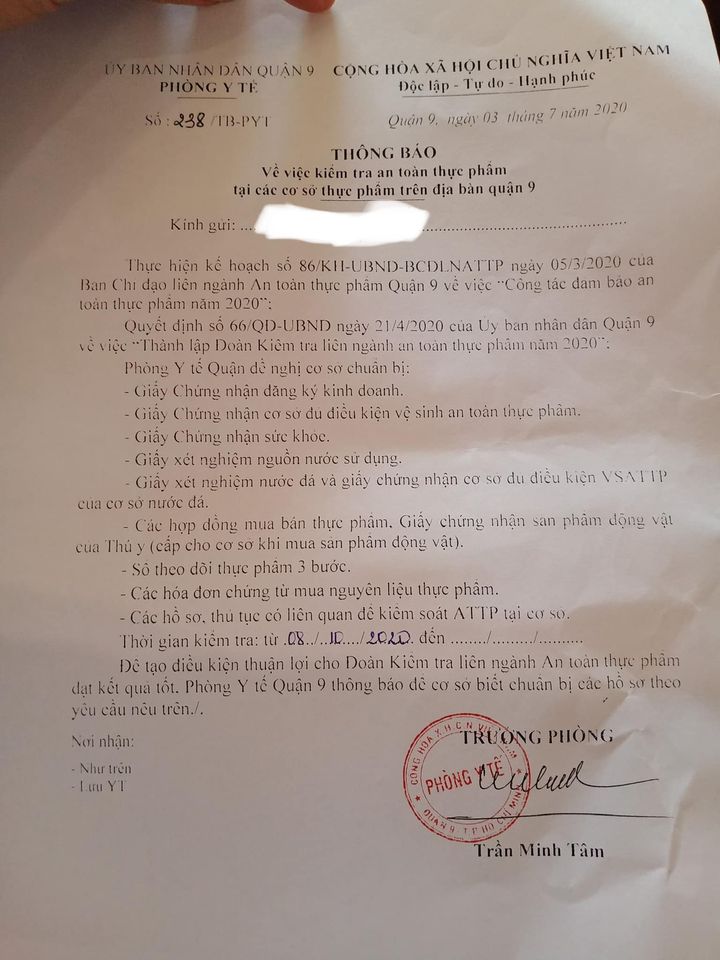 ỦY BAN NHÂN DÂN QUẬN 9
PHÒNG Y TẾ
Số : 238 /TB-PYT
CỘNG HÒA XÃ HỘI CHỦ NGHĨA VIỆT NAM
Độc lập - Tự do - Hạnh phúc
Quận 9, ngày 03 tháng 7 năm 2020
THÔNG BÁO
Về việc kiểm tra an toàn thực phẩm
tại các cơ sở thực phẩm trên địa bàn quận 9
Kính gửi: ...
Thực hiện kế hoạch số 86/KH-UBND-BCDLNATTP ngày 05/3/2020 của
Ban Chỉ đạo liên ngành An toàn thực phẩm Quận 9 về việc “Công tác đảm bảo an
toàn thực phẩm năm 2020”;
Quyết định số 66/QD-UBND ngày 21/4/2020 của Ủy ban nhân dân Quận 9
về việc “Thành lập Đoàn Kiểm tra liên ngành an toàn thực phẩm năm 2020”;
Phòng Y tế Quận đề nghị cơ sở chuẩn bị:
- Giấy Chứng nhận đăng ký kinh doanh.
- Giấy Chứng nhận cơ sở đủ điều kiện vệ sinh an toàn thực phẩm.
- Giấy Chứng nhận sức khỏe.
- Giấy xét nghiệm nguồn nước sử dụng.
- Giấy xét nghiệm nước đá và giấy chứng nhận cơ sở đủ điều kiện VSATTP
của cơ sở nước đá.
- Các hợp đồng mua bán thực phẩm, Giấy chứng nhận sản phẩm động vật
của Thú y (cấp cho cơ sở khi mua sản phẩm động vật).
- Sổ theo dõi thực phẩm 3 bước.
- Các hóa đơn chứng từ mua nguyên liệu thực phẩm.
- Các hồ sơ, thủ tục có liên quan để kiểm soát ATTP tại cơ sở.
Thời gian kiểm tra: từ .08../..10..../2020. đến ......../........./..........
Để tạo điều kiện thuận lợi cho Đoàn Kiểm tra liên ngành An toàn thực phẩm
đạt kết quả tốt, Phòng Y tế Quận 9 thông báo để cơ sở biết chuẩn bị các hồ sơ theo
yêu cầu nêu trên./.
Nơi nhận:
- Như trên
- Lưu YT
TRƯỞNG PHÒNG
CỘNG HÒA X.H.C.N VIỆT NAM
PHÒNG Y TẾ
QUẬN 9 - T.P HỒ CHÍ MINH
Trần Minh Tâm